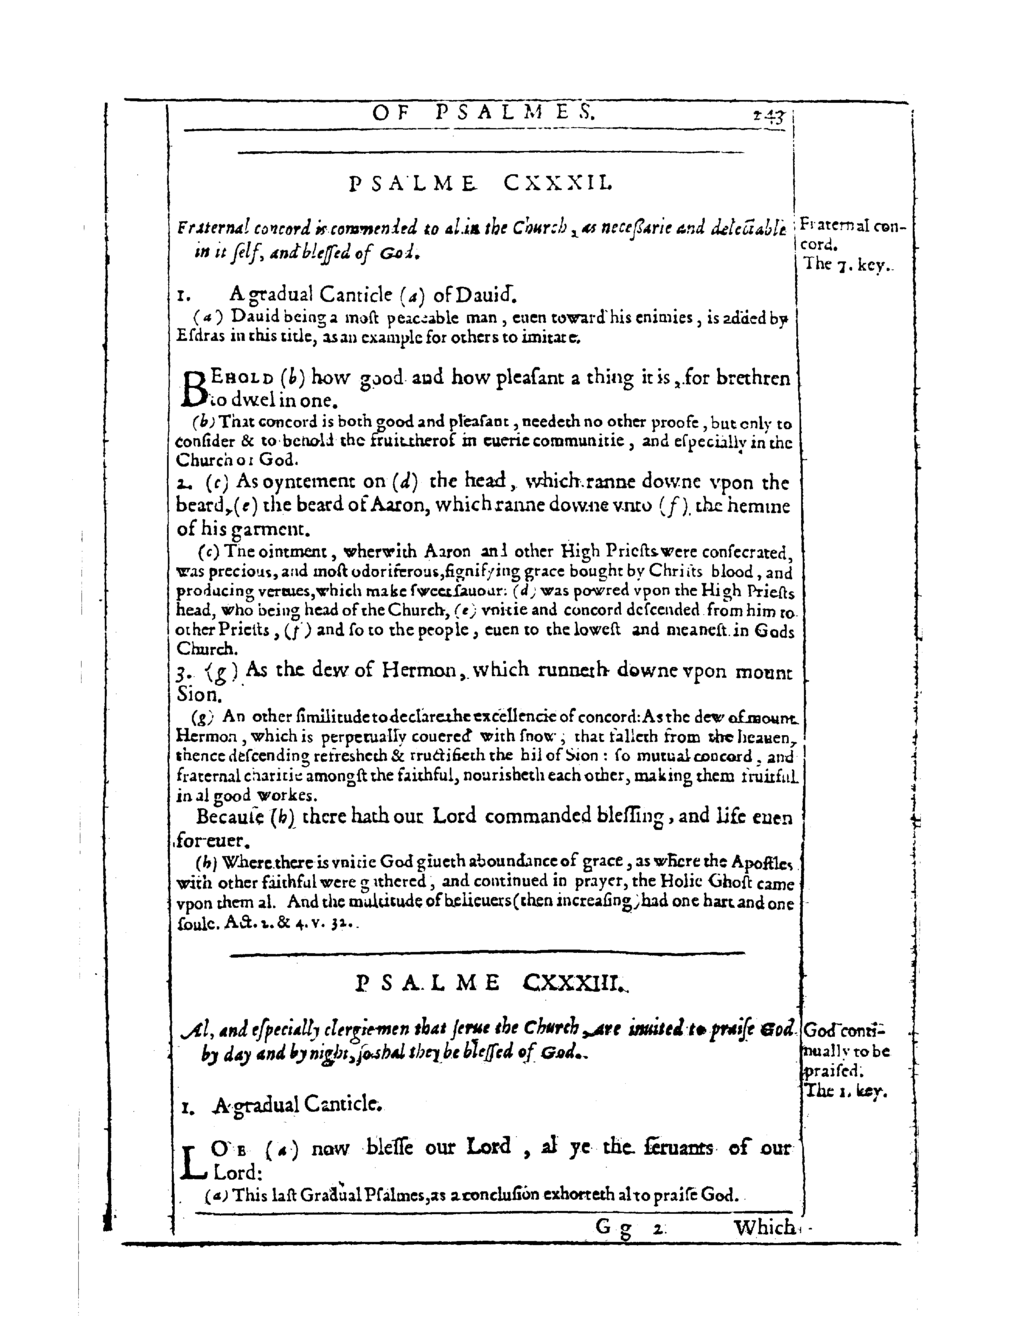 OF PSALMES. 243
PSALME CXXXII.
Fraternal concord is commended to al in the Church, as necessarie and delectable
in it self, and blessed of God.
Fraternal con-
cord.
The 7. key.
1. A gradual Canticle (a) of Dauid.
(a) Dauid being a moſt peaceable man, euen toward his enimies, is added by
Eſdras in this title, as an example for others to imitate.
BEHOLD (b) how good and how pleaſant a thing it is, for brethren
to dwel in one.
(b) That concord is both good and pleaſant, needeth no other proofe, but only to
conſider & to behold the fruit therof in euerie communitie, and eſpecially in the
Church of God.
2. (c) As oyntement on (d) the head, which ranne downe vpon the
beard, (e) the beard of Aaron, which ranne downe vnto (f) the hemme
of his garment.
(c) The ointment, wherwith Aaron and other High Prieſts were conſecrated,
was precious, and moſt odoriferous, ſignifying grace bought by Chriſts blood, and
producing vertues, which make ſweet ſauour: (d) was powred vpon the High Prieſts
head, who being head of the Church, (e) vnitie and concord deſcended from him to
other Prieſts, (f) and ſo to the people, euen to the loweſt and meaneſt in Gods
Church.
3. (g) As the dew of Hermon, which runneth downe vpon mount
Sion.
(g) An other ſimilitude to declare the excellencie of concord: As the dew of mount
Hermon, which is perpetually couered with ſnow, that falleth from the heauen,
thence deſcending refresheth & fructifieth the hil of Sion: ſo mutual concord, and
fraternal charitie amongſt the faithful, nourisheth each other, making them fruitful
in al good workes.
Becauſe (h) there hath our Lord commanded bleſſing, and life euen
for euer.
(h) Where there is vnitie God giueth aboundance of grace, as where the Apoſtles
with other faithful were gathered, and continued in prayer, the Holie Ghoſt came
vpon them al. And the multitude of belieuers (then increaſing) had one hart and one
ſoule. Act. 2. & 4. v. 32.
PSALME CXXXIII.
Al, and eſpecially clergiemen that ſerue the Church, are inuited to praiſe God
by day and by night, ſo shal they be bleſſed of God.
God conti-
nually to be
praiſed.
The 1. key.
1. A gradual Canticle.
LOE (a) now bleſſe our Lord, al ye the ſeruants of our
Lord:
(a) This laſt Gradual Pſalmes, as a concluſion exhorteth al to praiſe God.
Gg 2 Which